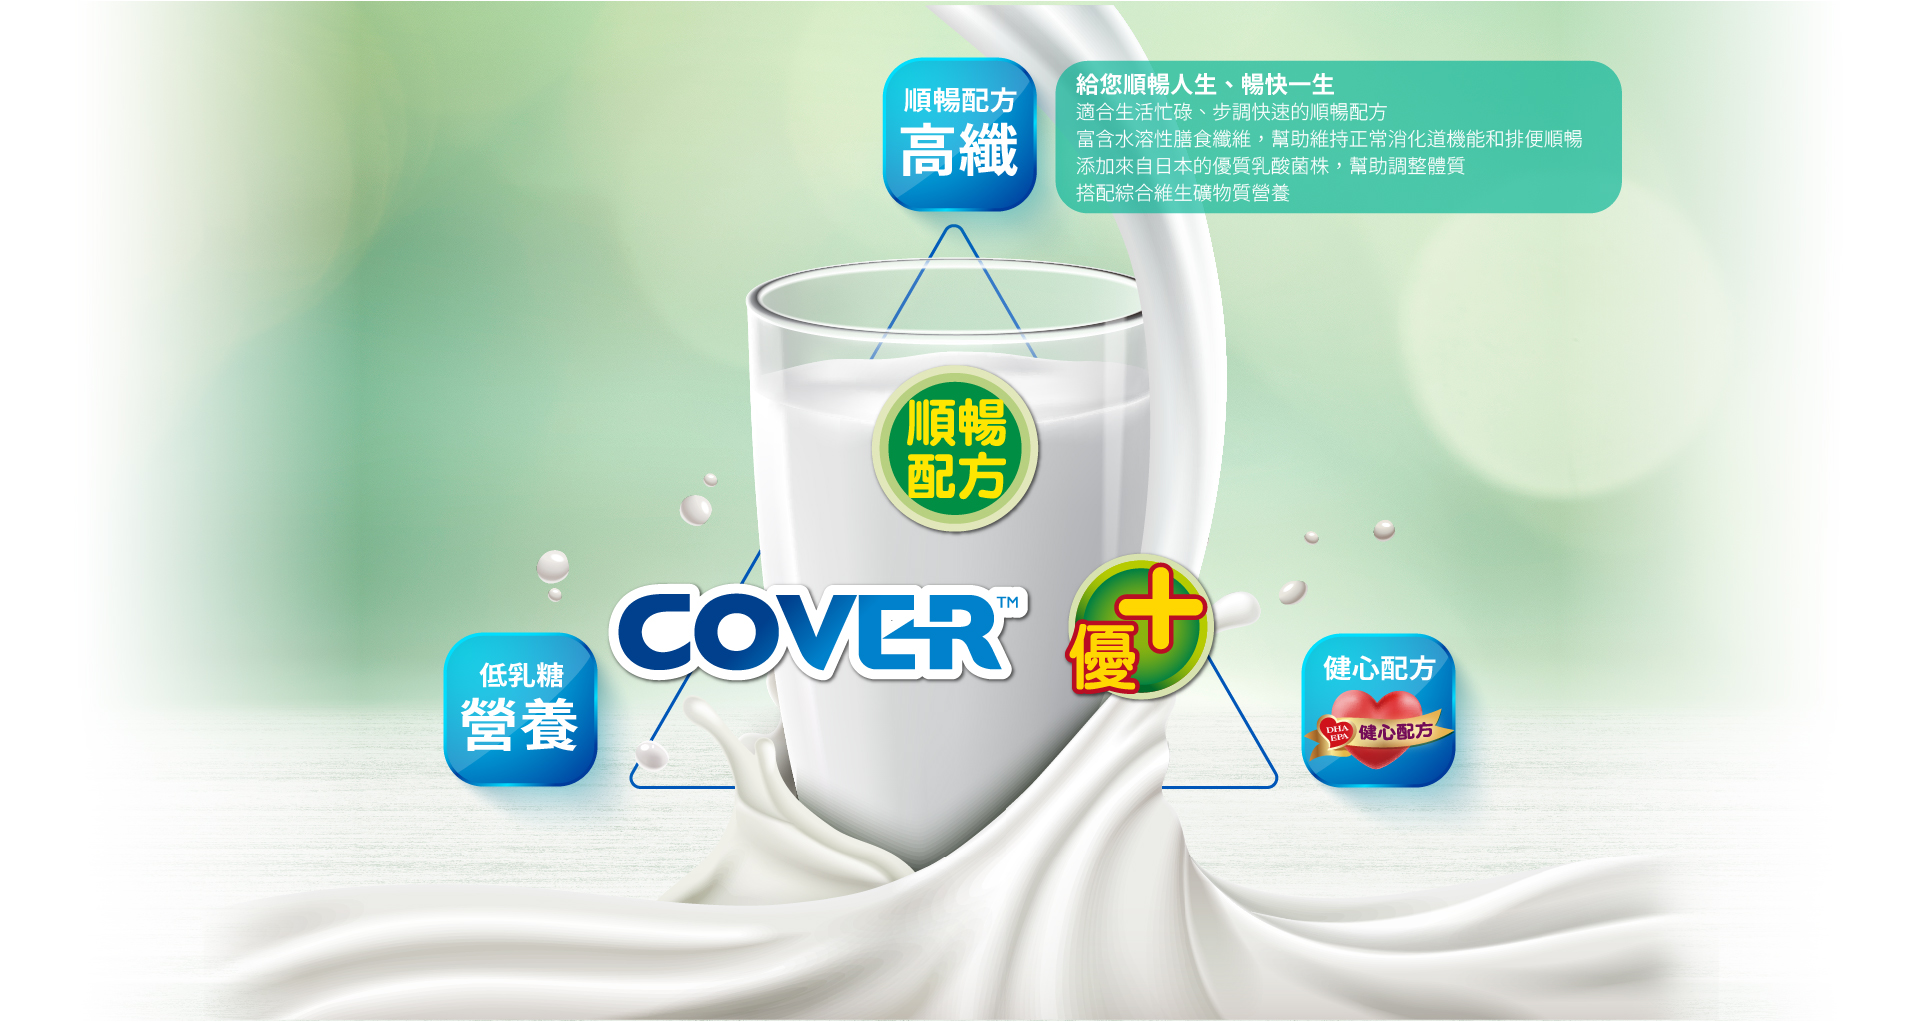 順暢配方
高纖
給您順暢人生、暢快一生
適合生活忙碌、步調快速的順暢配方
富含水溶性膳食纖維，幫助維持正常消化道機能和排便順暢
添加來自日本的優質乳酸菌株，幫助調整體質
搭配綜合維生礦物質營養
順暢
配方
COVER™
優+
低乳糖
營養
健心配方
DHA
EPA
健心配方